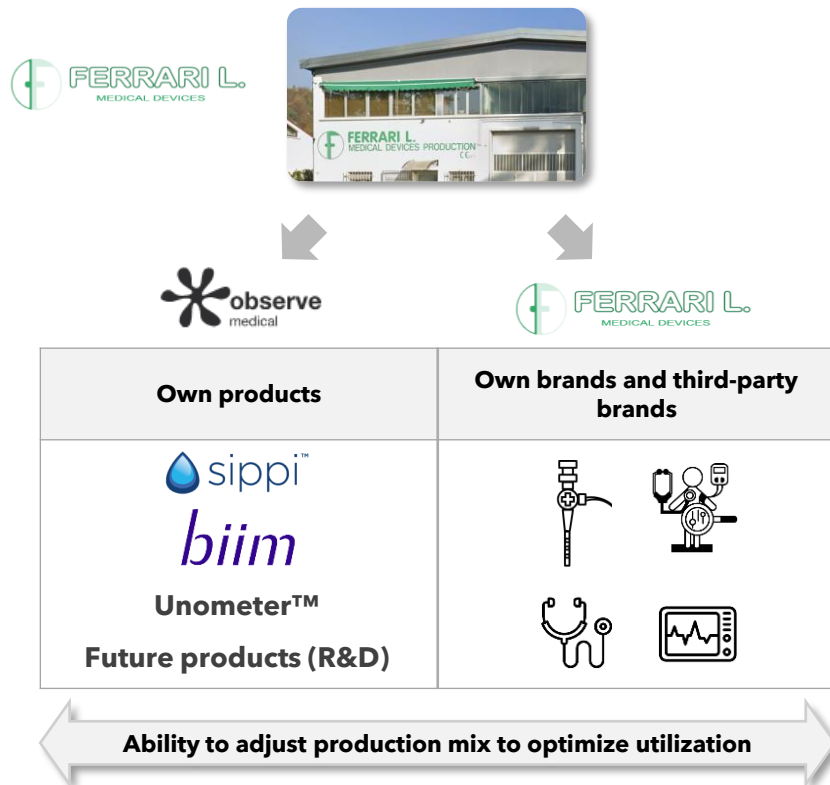 FERRARI L.
MEDICAL DEVICES
FERRARI L.
MEDICAL DEVICES PRODUCTION
CE
observe
medical
FERRARI L.
MEDICAL DEVICES
Own products
Own brands and third-party
brands
sippi™
biim
Unometer™
Future products (R&D)
Ability to adjust production mix to optimize utilization